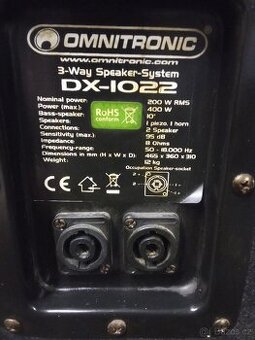 OMNITRONIC
www.omnitronic.com
3-Way Speaker-System
DX-1022
Nominal power: 200 W RMS
Power (max.): 400 W
Bass-speaker: 10"
Speakers: 1 piezo, 1 horn
Connections: 2 Speaker
Sensitivity (max.): 95 dB
Impedance: 8 Ohms
Frequency-range: 50 - 18.000 Hz
Dimensions in mm (H x W x D): 465 x 360 x 310
Weight: 12 kg
RoHS
conform
Occupation Speaker-socket
CE